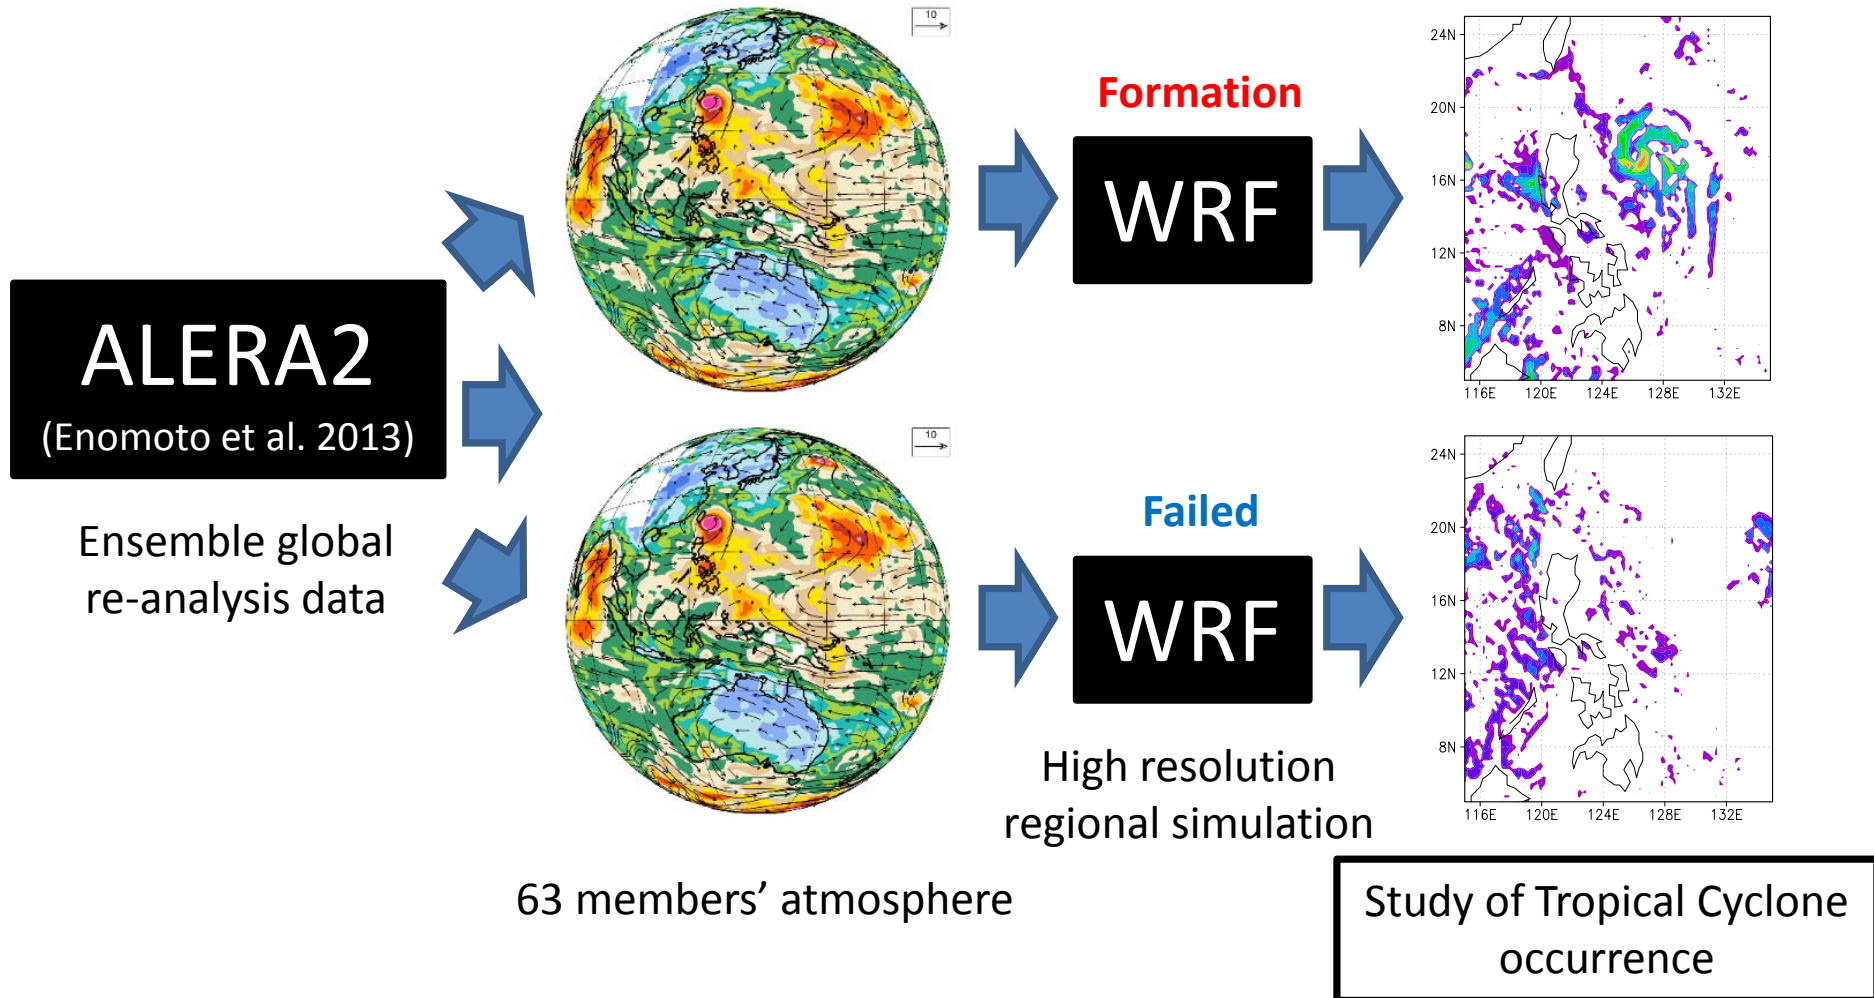 ALERA2
(Enomoto et al. 2013)
Ensemble global
re-analysis data
10
10
63 members’ atmosphere
Formation
WRF
Failed
WRF
High resolution
regional simulation
24N
20N
16N
12N
8N
116E 120E 124E 128E 132E
24N
20N
16N
12N
8N
116E 120E 124E 128E 132E
Study of Tropical Cyclone
occurrence